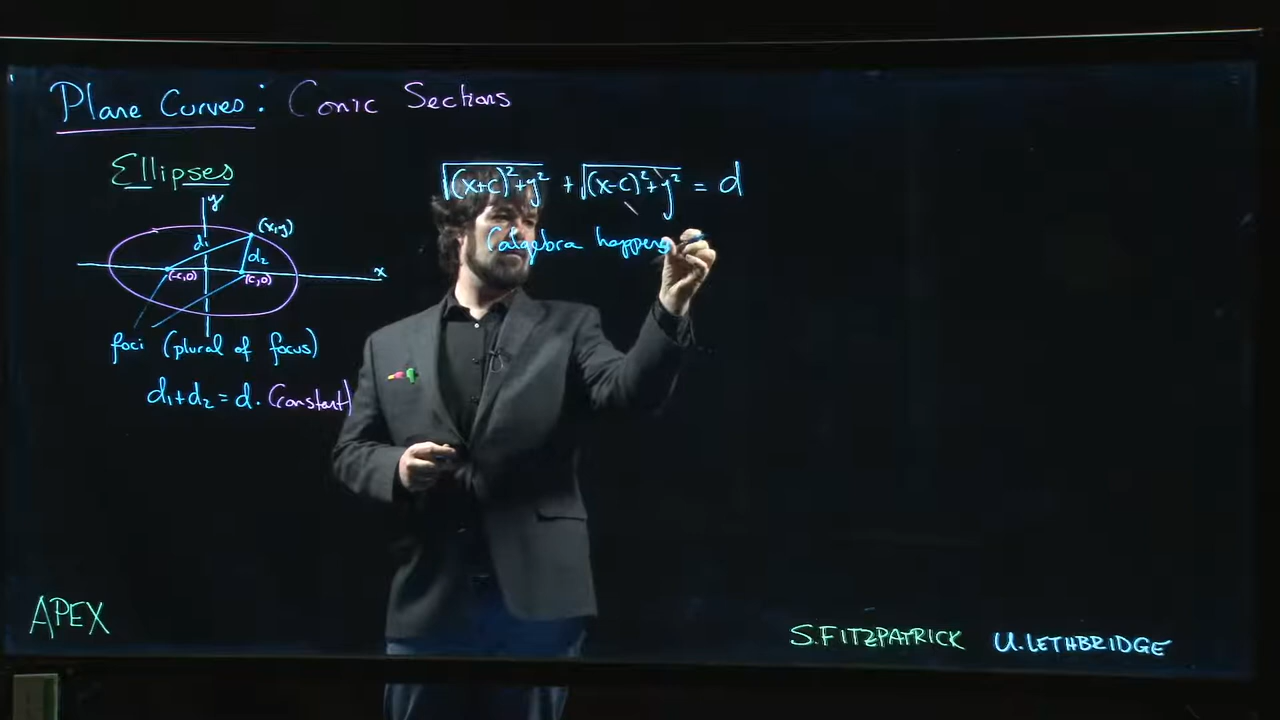 Plane Curves: Conic Sections
Ellipses
√(x+c)²+y² + √(x-c)²+y² = d
(algebra happens
y
(x,y)
d₁
d₂
x
(-c,0)
(c,0)
foci (plural of focus)
d₁+d₂ = d. (constant)
APEX
S.FITZPATRICK U.LETHBRIDGE